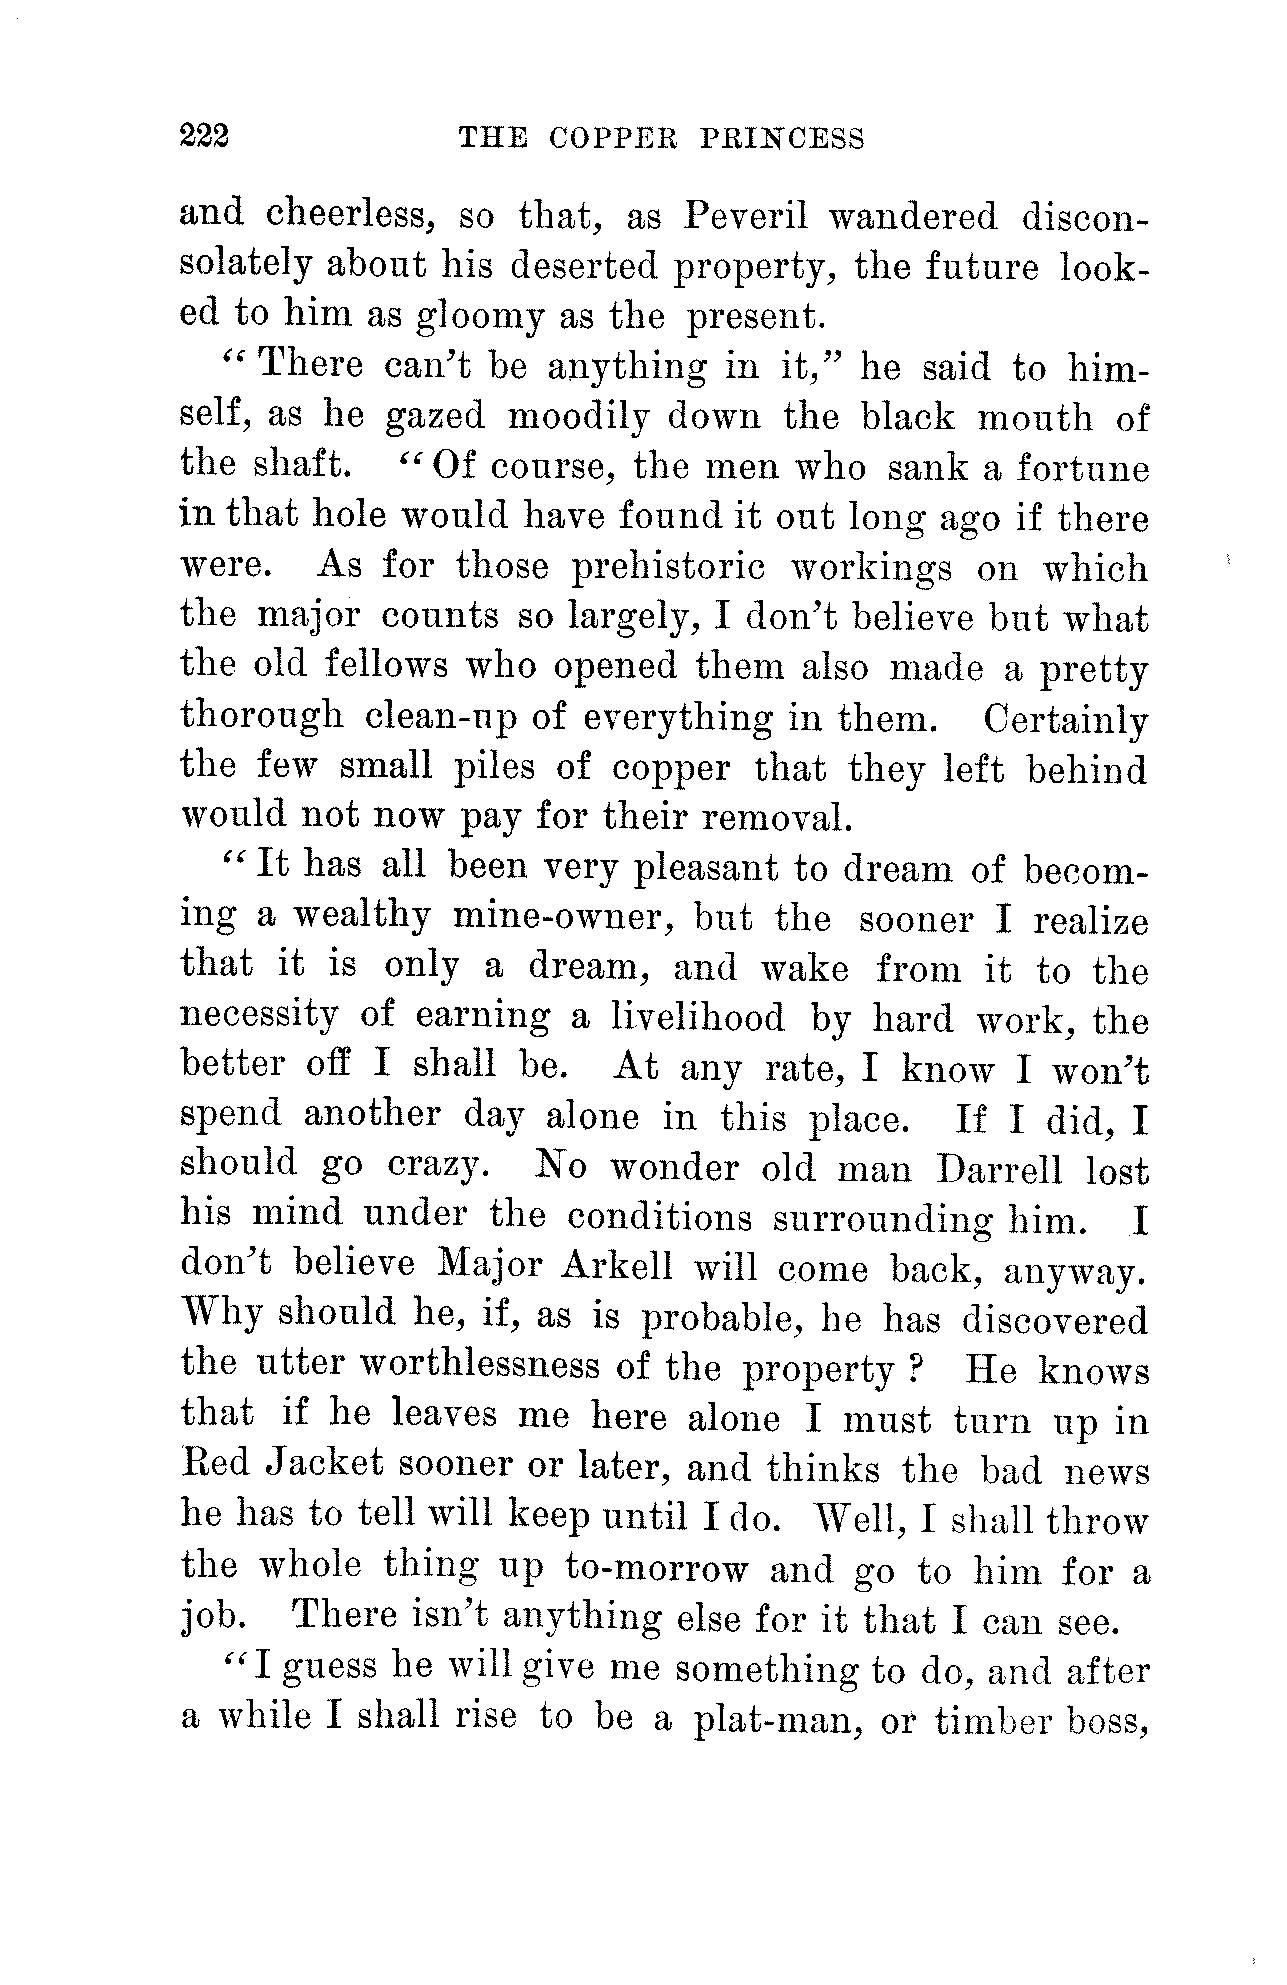 222 THE COPPER PRINCESS
and cheerless, so that, as Peveril wandered discon-
solately about his deserted property, the future look-
ed to him as gloomy as the present.
“There can't be anything in it,” he said to him-
self, as he gazed moodily down the black mouth of
the shaft. “Of course, the men who sank a fortune
in that hole would have found it out long ago if there
were. As for those prehistoric workings on which
the major counts so largely, I don't believe but what
the old fellows who opened them also made a pretty
thorough clean-up of everything in them. Certainly
the few small piles of copper that they left behind
would not now pay for their removal.
“It has all been very pleasant to dream of becom-
ing a wealthy mine-owner, but the sooner I realize
that it is only a dream, and wake from it to the
necessity of earning a livelihood by hard work, the
better off I shall be. At any rate, I know I won't
spend another day alone in this place. If I did, I
should go crazy. No wonder old man Darrell lost
his mind under the conditions surrounding him. I
don't believe Major Arkell will come back, anyway.
Why should he, if, as is probable, he has discovered
the utter worthlessness of the property? He knows
that if he leaves me here alone I must turn up in
Red Jacket sooner or later, and thinks the bad news
he has to tell will keep until I do. Well, I shall throw
the whole thing up to-morrow and go to him for a
job. There isn't anything else for it that I can see.
“I guess he will give me something to do, and after
a while I shall rise to be a plat-man, or timber boss,